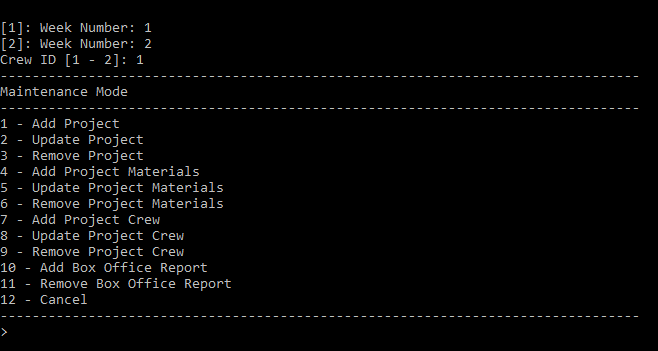 [1]: Week Number: 1
[2]: Week Number: 2
Crew ID [1 - 2]: 1
--------------------------------------------------------------------------------
Maintenance Mode
--------------------------------------------------------------------------------
1 - Add Project
2 - Update Project
3 - Remove Project
4 - Add Project Materials
5 - Update Project Materials
6 - Remove Project Materials
7 - Add Project Crew
8 - Update Project Crew
9 - Remove Project Crew
10 - Add Box Office Report
11 - Remove Box Office Report
12 - Cancel
--------------------------------------------------------------------------------
>